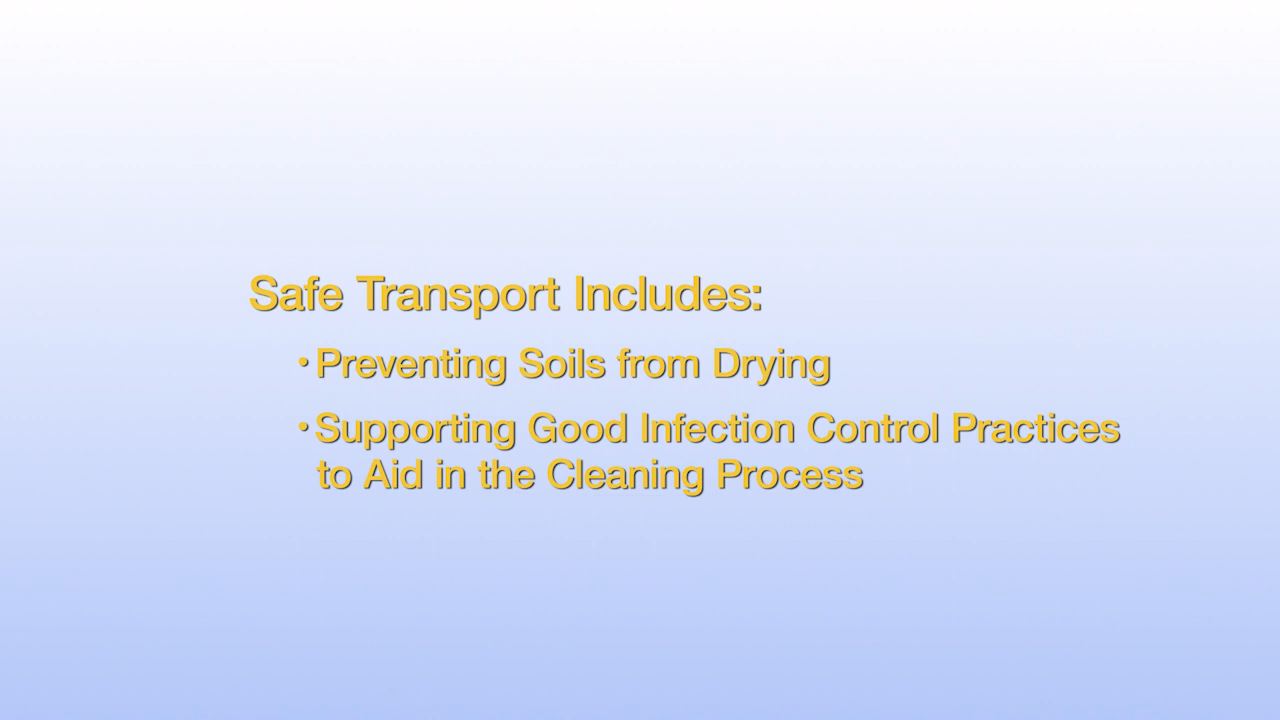 Safe Transport Includes:
• Preventing Soils from Drying
• Supporting Good Infection Control Practices
to Aid in the Cleaning Process